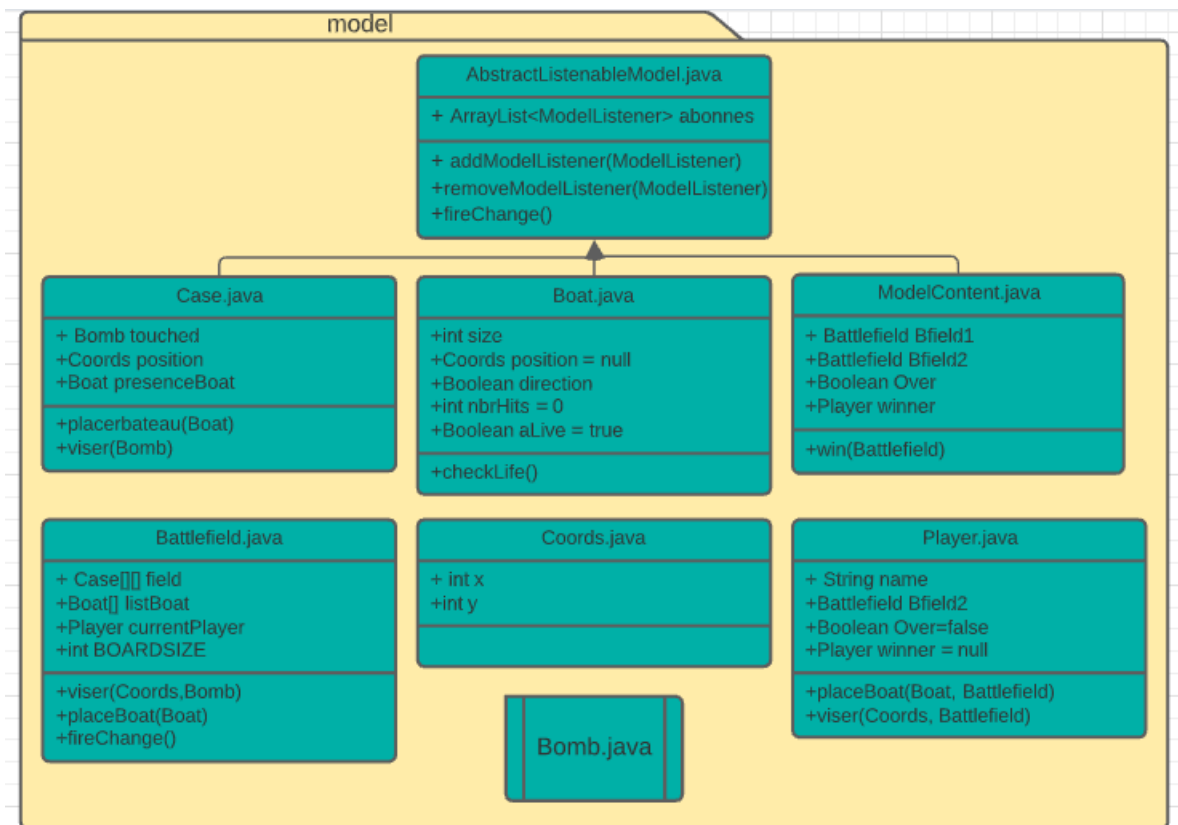 model
AbstractListenableModel.java
+ ArrayList<ModelListener> abonnes
+ addModelListener(ModelListener)
+removeModelListener(ModelListener)
+fireChange()
Case.java
+ Bomb touched
+Coords position
+Boat presenceBoat
+placerbateau(Boat)
+viser(Bomb)
Boat.java
+int size
+Coords position = null
+Boolean direction
+int nbrHits = 0
+Boolean aLive = true
+checkLife()
ModelContent.java
+ Battlefield Bfield1
+Battlefield Bfield2
+Boolean Over
+Player winner
+win(Battlefield)
Battlefield.java
+ Case[][] field
+Boat[] listBoat
+Player currentPlayer
+int BOARDSIZE
+viser(Coords,Bomb)
+placeBoat(Boat)
+fireChange()
Coords.java
+ int x
+int y
Player.java
+ String name
+Battlefield Bfield2
+Boolean Over=false
+Player winner = null
+placeBoat(Boat, Battlefield)
+viser(Coords, Battlefield)
Bomb.java